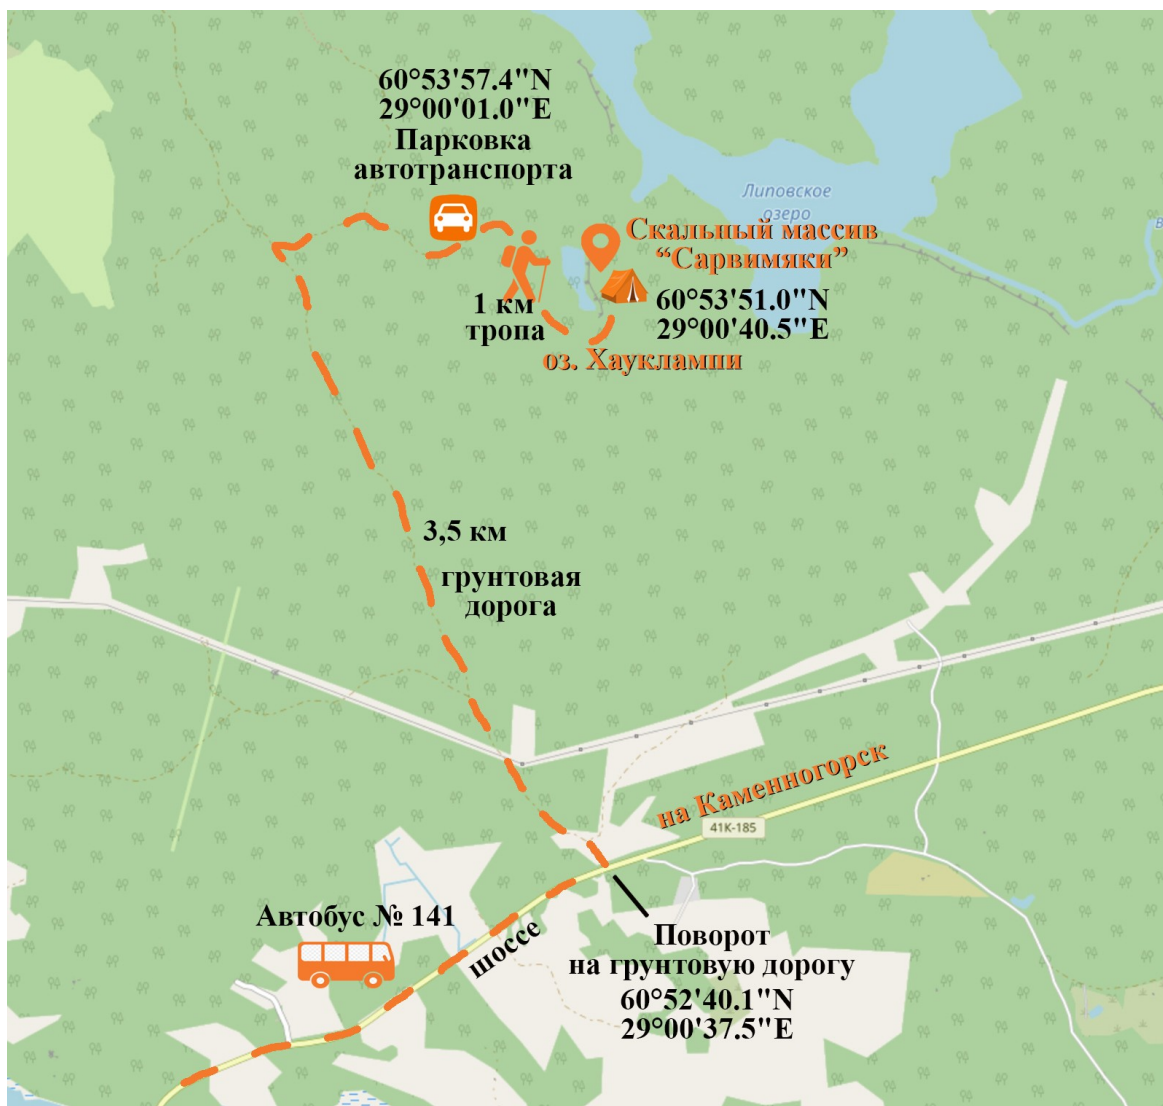 60°53'57.4"N
29°00'01.0"E
Парковка
автотранспорта
Липовское
озеро
Скальный массив
“Сарвимяки”
60°53'51.0"N
29°00'40.5"E
1 км
тропа
оз. Хауклампи
3,5 км
грунтовая
дорога
на Каменногорск
41К-185
Автобус № 141
шоссе
Поворот
на грунтовую дорогу
60°52'40.1"N
29°00'37.5"E